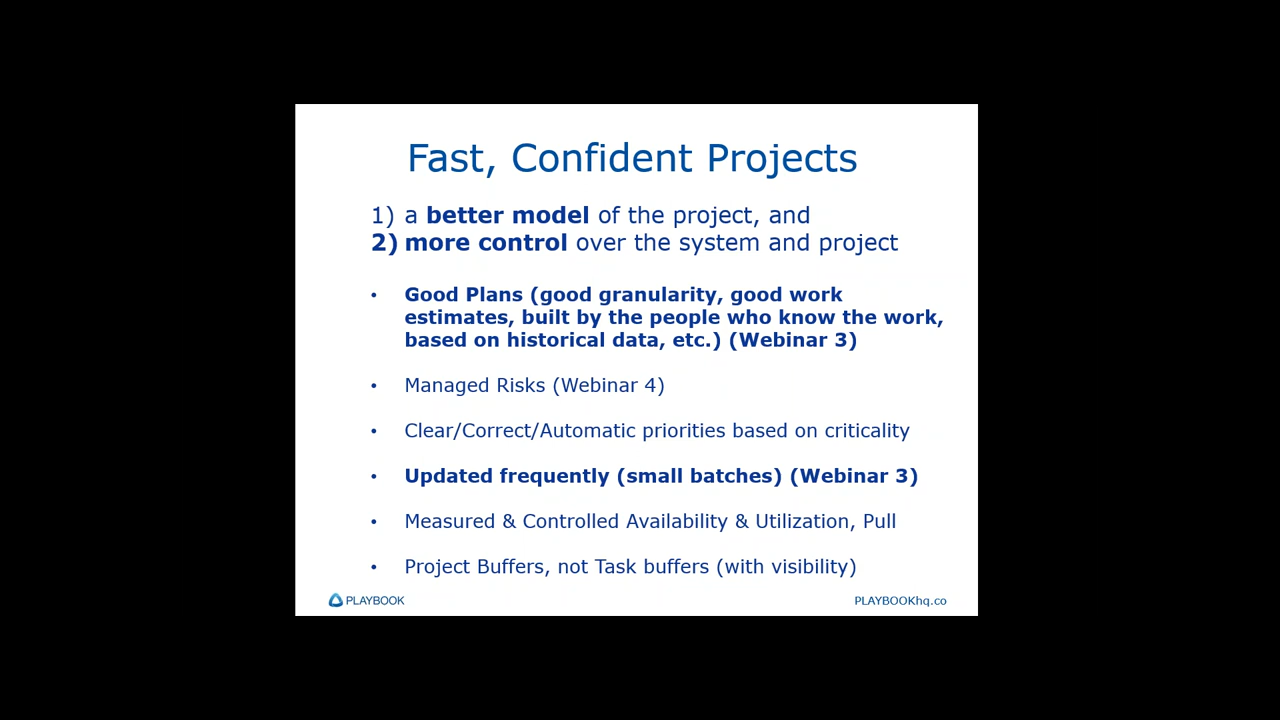 Fast, Confident Projects
1) a better model of the project, and
2) more control over the system and project
• Good Plans (good granularity, good work
estimates, built by the people who know the work,
based on historical data, etc.) (Webinar 3)
• Managed Risks (Webinar 4)
• Clear/Correct/Automatic priorities based on criticality
• Updated frequently (small batches) (Webinar 3)
• Measured & Controlled Availability & Utilization, Pull
• Project Buffers, not Task buffers (with visibility)
PLAYBOOK
PLAYBOOKhq.co